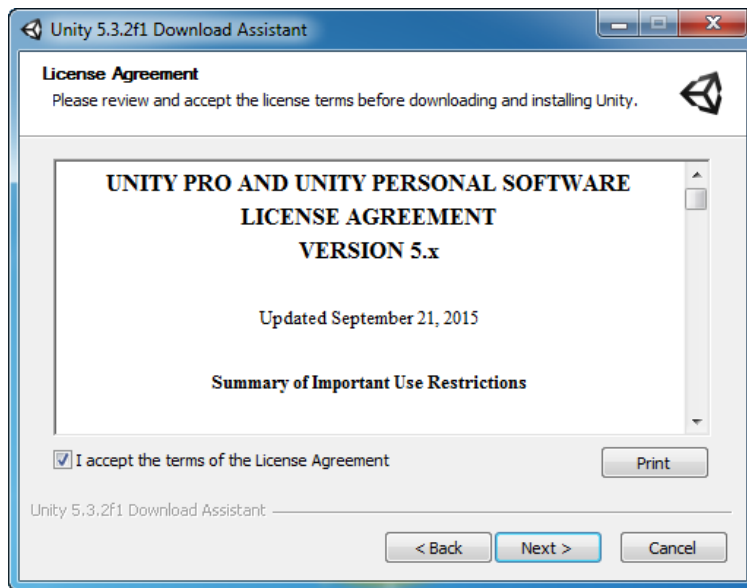 Unity 5.3.2f1 Download Assistant
License Agreement
Please review and accept the license terms before downloading and installing Unity.
UNITY PRO AND UNITY PERSONAL SOFTWARE
LICENSE AGREEMENT
VERSION 5.x
Updated September 21, 2015
Summary of Important Use Restrictions
I accept the terms of the License Agreement
Print
Unity 5.3.2f1 Download Assistant
< Back Next > Cancel